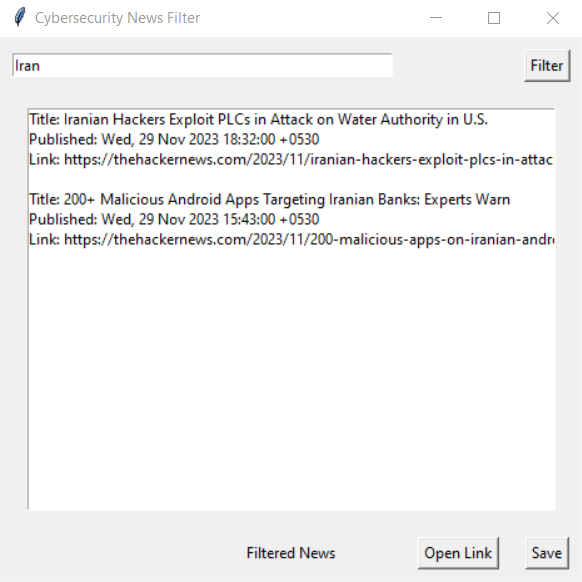 Cybersecurity News Filter
Iran
Filter
Title: Iranian Hackers Exploit PLCs in Attack on Water Authority in U.S.
Published: Wed, 29 Nov 2023 18:32:00 +0530
Link: https://thehackernews.com/2023/11/iranian-hackers-exploit-plcs-in-attac
Title: 200+ Malicious Android Apps Targeting Iranian Banks: Experts Warn
Published: Wed, 29 Nov 2023 15:43:00 +0530
Link: https://thehackernews.com/2023/11/200-malicious-apps-on-iranian-andr
Filtered News
Open Link
Save